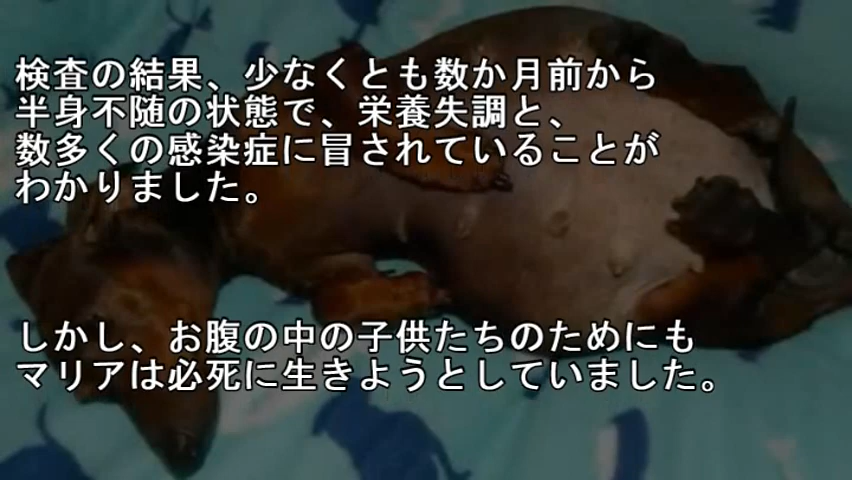 検査の結果、少なくとも数か月前から
半身不随の状態で、栄養失調と、
数多くの感染症に冒されていることが
わかりました。
しかし、お腹の中の子供たちのためにも
マリアは必死に生きようとしていました。